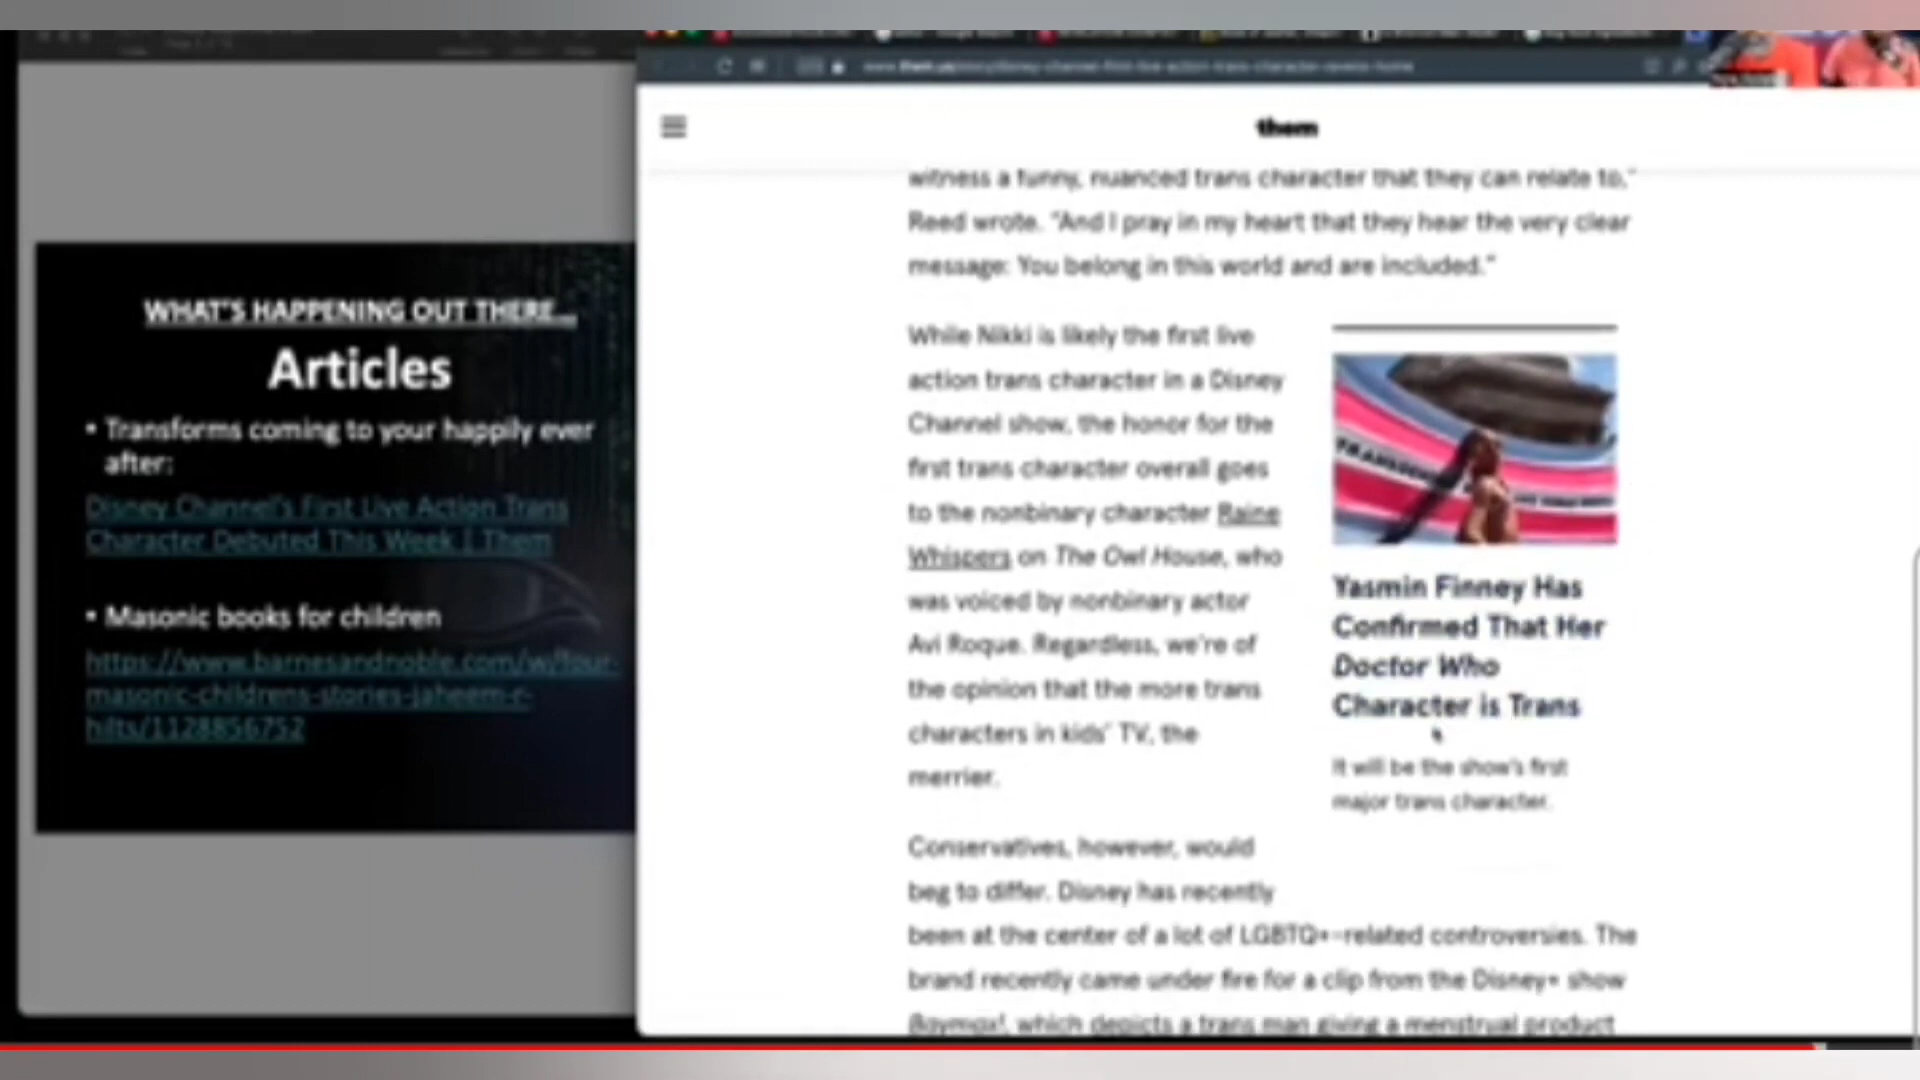 WHAT'S HAPPENING OUT THERE...
Articles
• Transforms coming to your happily ever
after:
Disney Channel's First Live Action Trans
Character Debuted This Week | Them
• Masonic books for children
https://www.barnesandnoble.com/w/four-
masonic-childrens-stories-jaheem-r-
hilts/1128856752
them
witness a funny, nuanced trans character that they can relate to,"
Reed wrote. "And I pray in my heart that they hear the very clear
message: You belong in this world and are included."
While Nikki is likely the first live
action trans character in a Disney
Channel show, the honor for the
first trans character overall goes
to the nonbinary character Raine
Whispers on The Owl House, who
was voiced by nonbinary actor
Avi Roque. Regardless, we're of
the opinion that the more trans
characters in kids' TV, the
merrier.
Yasmin Finney Has
Confirmed That Her
Doctor Who
Character is Trans
It will be the show's first
major trans character.
Conservatives, however, would
beg to differ. Disney has recently
been at the center of a lot of LGBTQ+-related controversies. The
brand recently came under fire for a clip from the Disney+ show
Baymax!, which depicts a trans man giving a menstrual product